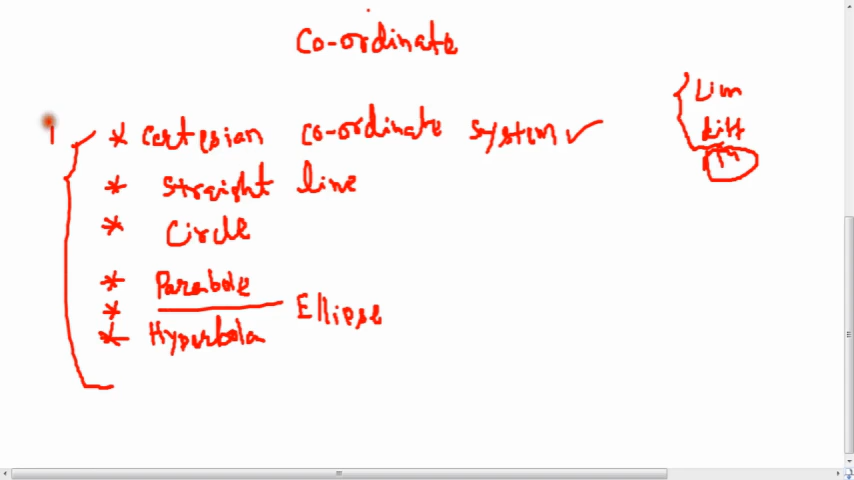 Co-ordinate
* Cartesian co-ordinate system ✓
* Straight line
* Circle
* Parabola
* Ellipse
* Hyperbola
Lim
diff